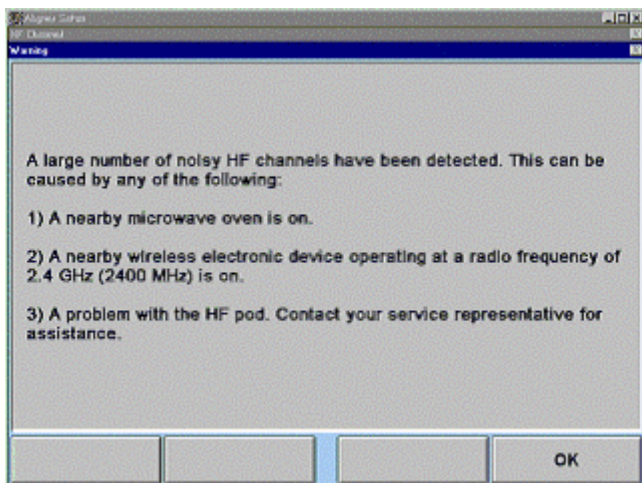 HF Channel
Warning
A large number of noisy HF channels have been detected. This can be
caused by any of the following:
1) A nearby microwave oven is on.
2) A nearby wireless electronic device operating at a radio frequency of
2.4 GHz (2400 MHz) is on.
3) A problem with the HF pod. Contact your service representative for
assistance.
OK